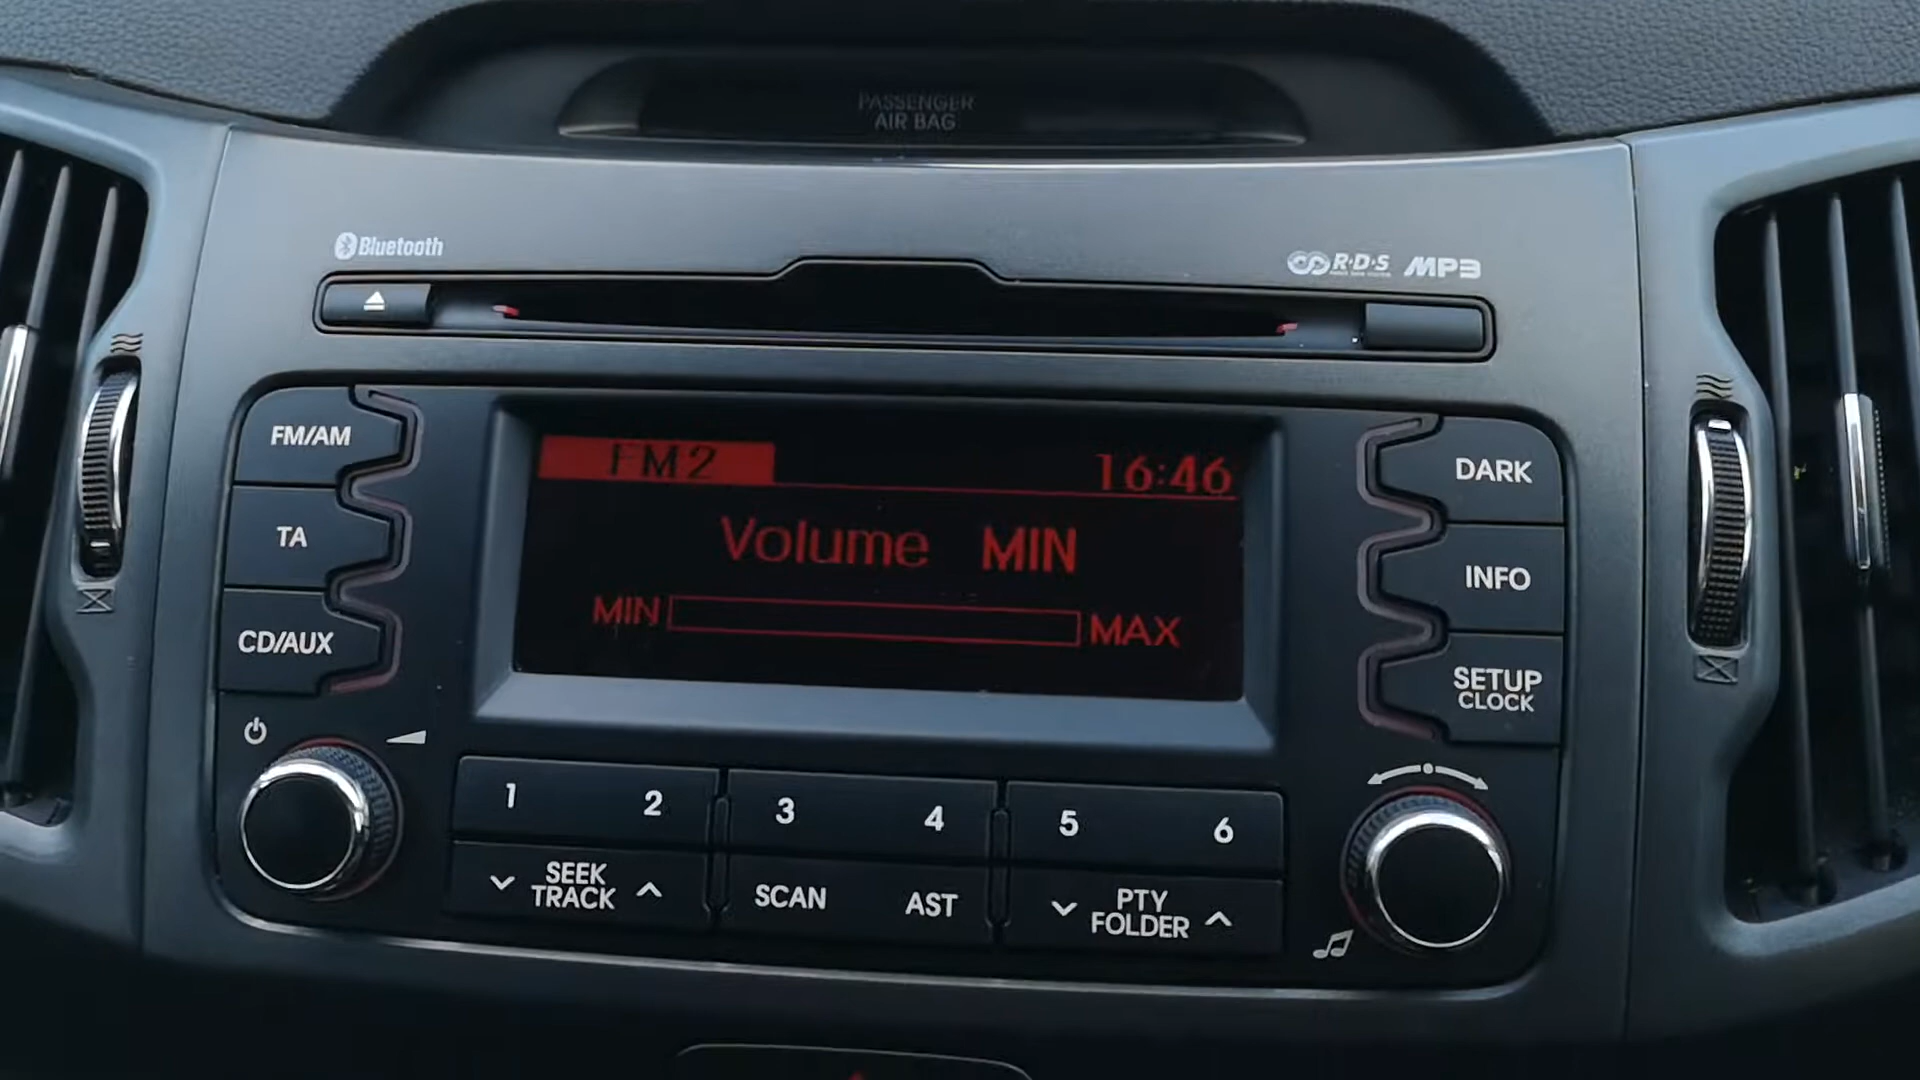 PASSENGER
AIR BAG
Bluetooth
R·D·S MP3
FM/AM
TA
CD/AUX
FM2 16:46
Volume MIN
MIN MAX
DARK
INFO
SETUP
CLOCK
1 2 3 4 5 6
SEEK
TRACK
SCAN AST
PTY
FOLDER